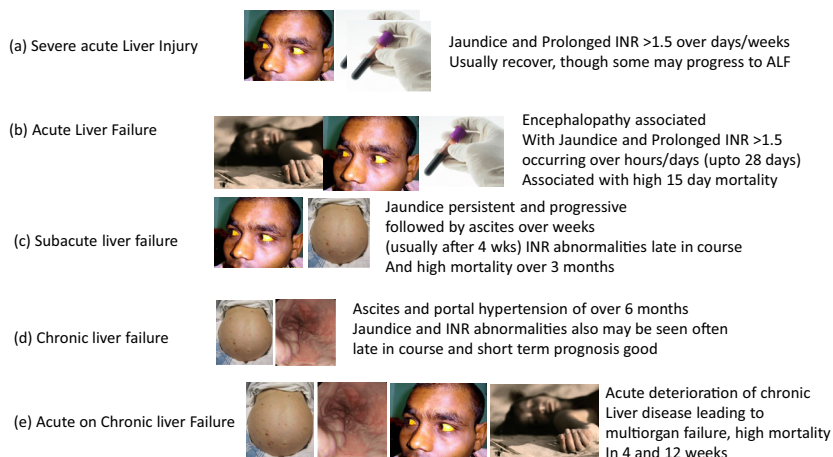 (a) Severe acute Liver Injury
Jaundice and Prolonged INR >1.5 over days/weeks
Usually recover, though some may progress to ALF
(b) Acute Liver Failure
Encephalopathy associated
With Jaundice and Prolonged INR >1.5
occurring over hours/days (upto 28 days)
Associated with high 15 day mortality
(c) Subacute liver failure
Jaundice persistent and progressive
followed by ascites over weeks
(usually after 4 wks) INR abnormalities late in course
And high mortality over 3 months
(d) Chronic liver failure
Ascites and portal hypertension of over 6 months
Jaundice and INR abnormalities also may be seen often
late in course and short term prognosis good
(e) Acute on Chronic liver Failure
Acute deterioration of chronic
Liver disease leading to
multiorgan failure, high mortality
In 4 and 12 weeks